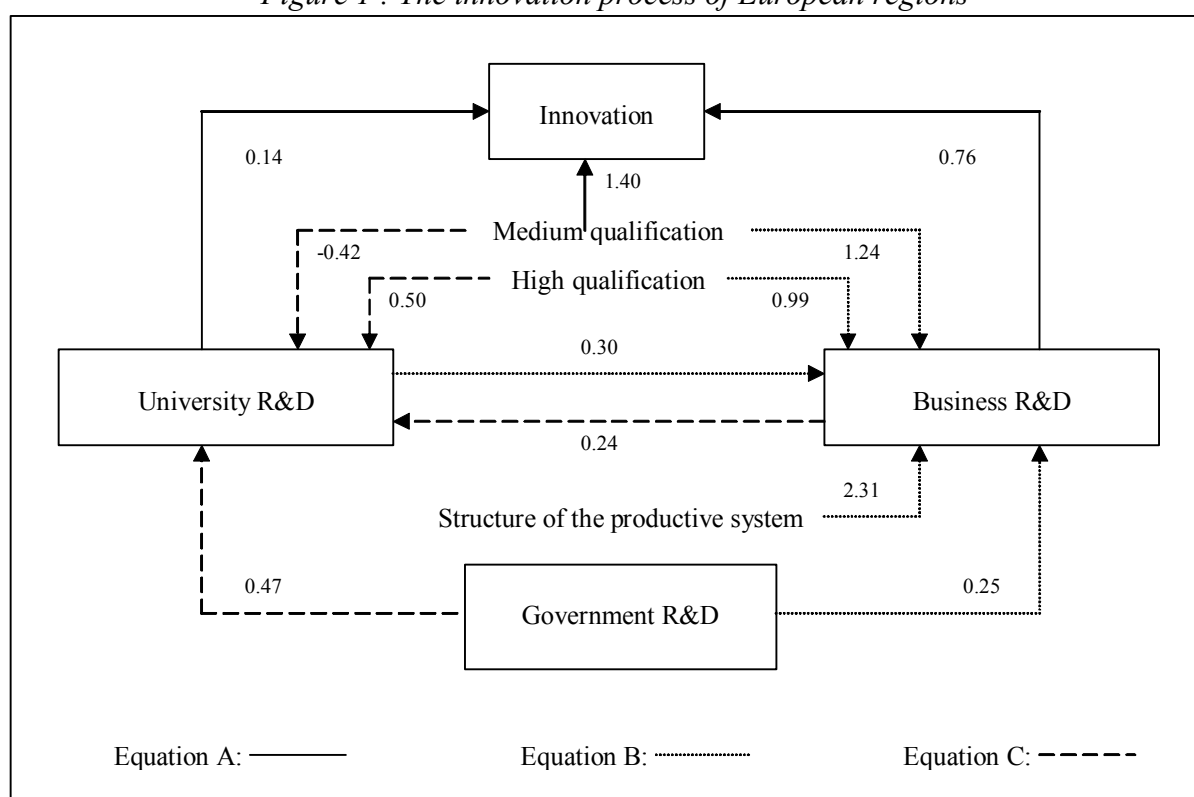 Figure 1 : The innovation process of European regions
Innovation
0.14
0.76
1.40
Medium qualification
-0.42
1.24
High qualification
0.50
0.99
0.30
University R&D
Business R&D
0.24
2.31
Structure of the productive system
0.47
0.25
Government R&D
Equation A:
Equation B:
Equation C: